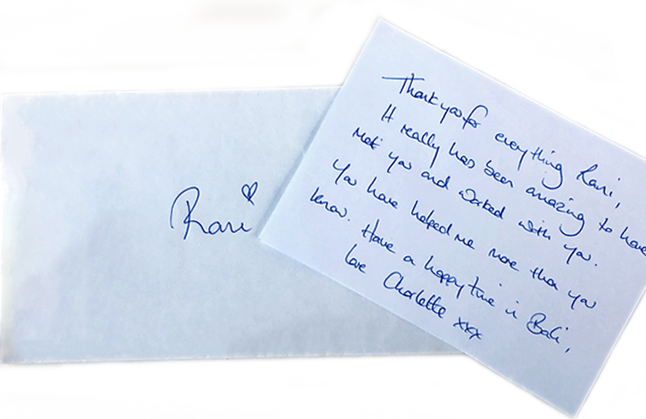 Rani
Thank you for everything Rani,
It really has been amazing to have
met you and worked with you.
You have helped me more than you
know. Have a happy time in Bali,
love Charlotte xxx